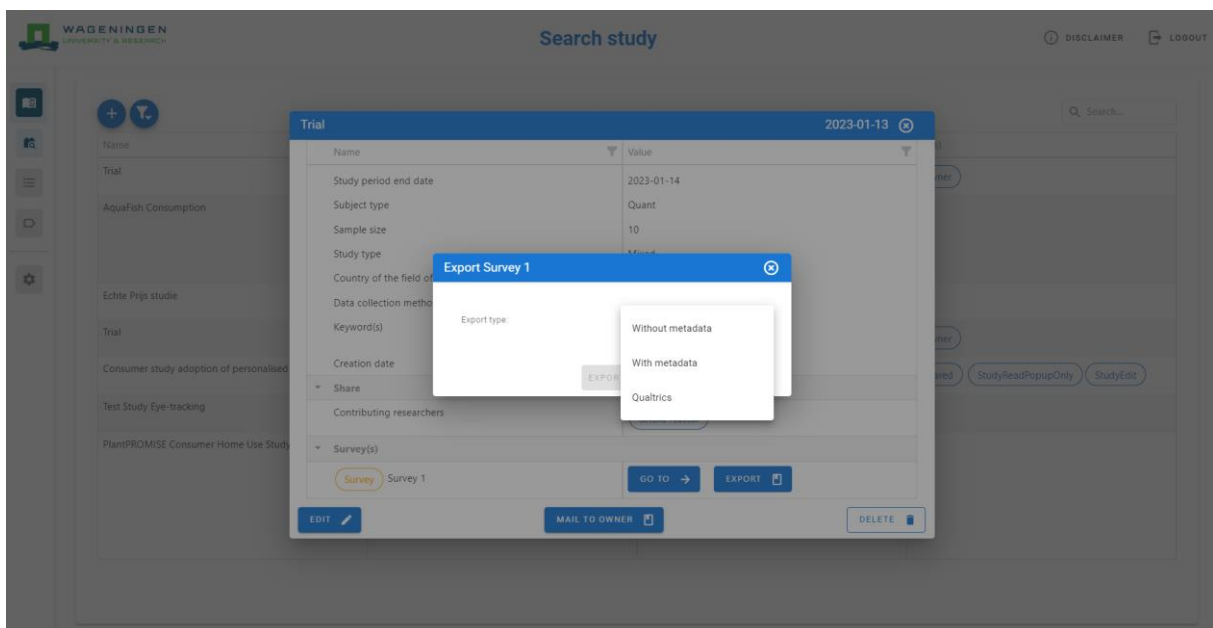 WAGENINGEN
UNIVERSITY & RESEARCH
Search study
DISCLAIMER
LOGOUT
Search...
Name
Trial
AquaFish Consumption
Echte Prijs studie
Trial
Consumer study adoption of personalised
Test Study Eye-tracking
PlantPROMISE Consumer Home Use Study
StudyReadPopupOnly
StudyEdit
Trial 2023-01-13
Name Value
Study period end date 2023-01-14
Subject type Quant
Sample size 10
Study type Mixed
Country of the field of
Data collection metho
Keyword(s)
Creation date
Share
Contributing researchers
Survey(s)
Survey Survey 1 GO TO EXPORT
EDIT MAIL TO OWNER DELETE
Export Survey 1
Export type:
Without metadata
With metadata
Qualtrics
EXPOR